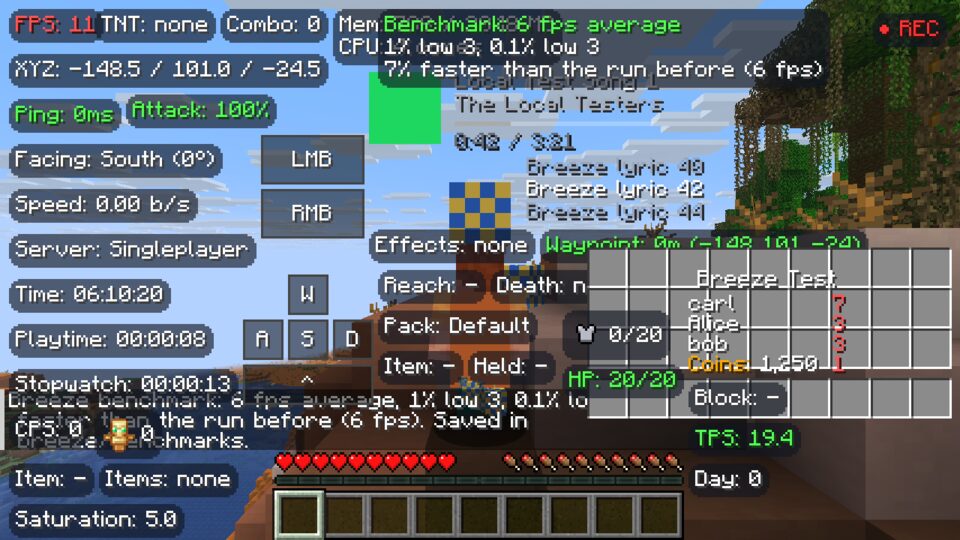 FPS: 11
TNT: none
Combo: 0
Mem:
Benchmark: 6 fps average
CPU:
1% low 3, 0.1% low 3
7% faster than the run before (6 fps)
REC
XYZ: -148.5 / 101.0 / -24.5
Local Test Song 1
The Local Testers
Ping: 0ms
Attack: 100%
0:42 / 3:21
Facing: South (0°)
LMB
Breeze lyric 40
Breeze lyric 42
Breeze lyric 44
Speed: 0.00 b/s
RMB
Server: Singleplayer
Effects: none
Waypoint: 0m (-148 101 -24)
Time: 06:10:20
W
Reach: -
Death: n
Breeze Test
carl 7
Alice 3
bob 3
Coins: 1,250 1
Playtime: 00:00:08
A
S
D
Pack: Default
0/20
Stopwatch: 00:00:13
^
Item: -
Held: -
HP: 20/20
Block: -
Breeze benchmark: 6 fps average, 1% low 3, 0.1% lo
faster than the run before (6 fps). Saved in
breeze benchmarks.
CPS: 0
0
TPS: 19.4
Item: -
Items: none
Day: 0
Saturation: 5.0